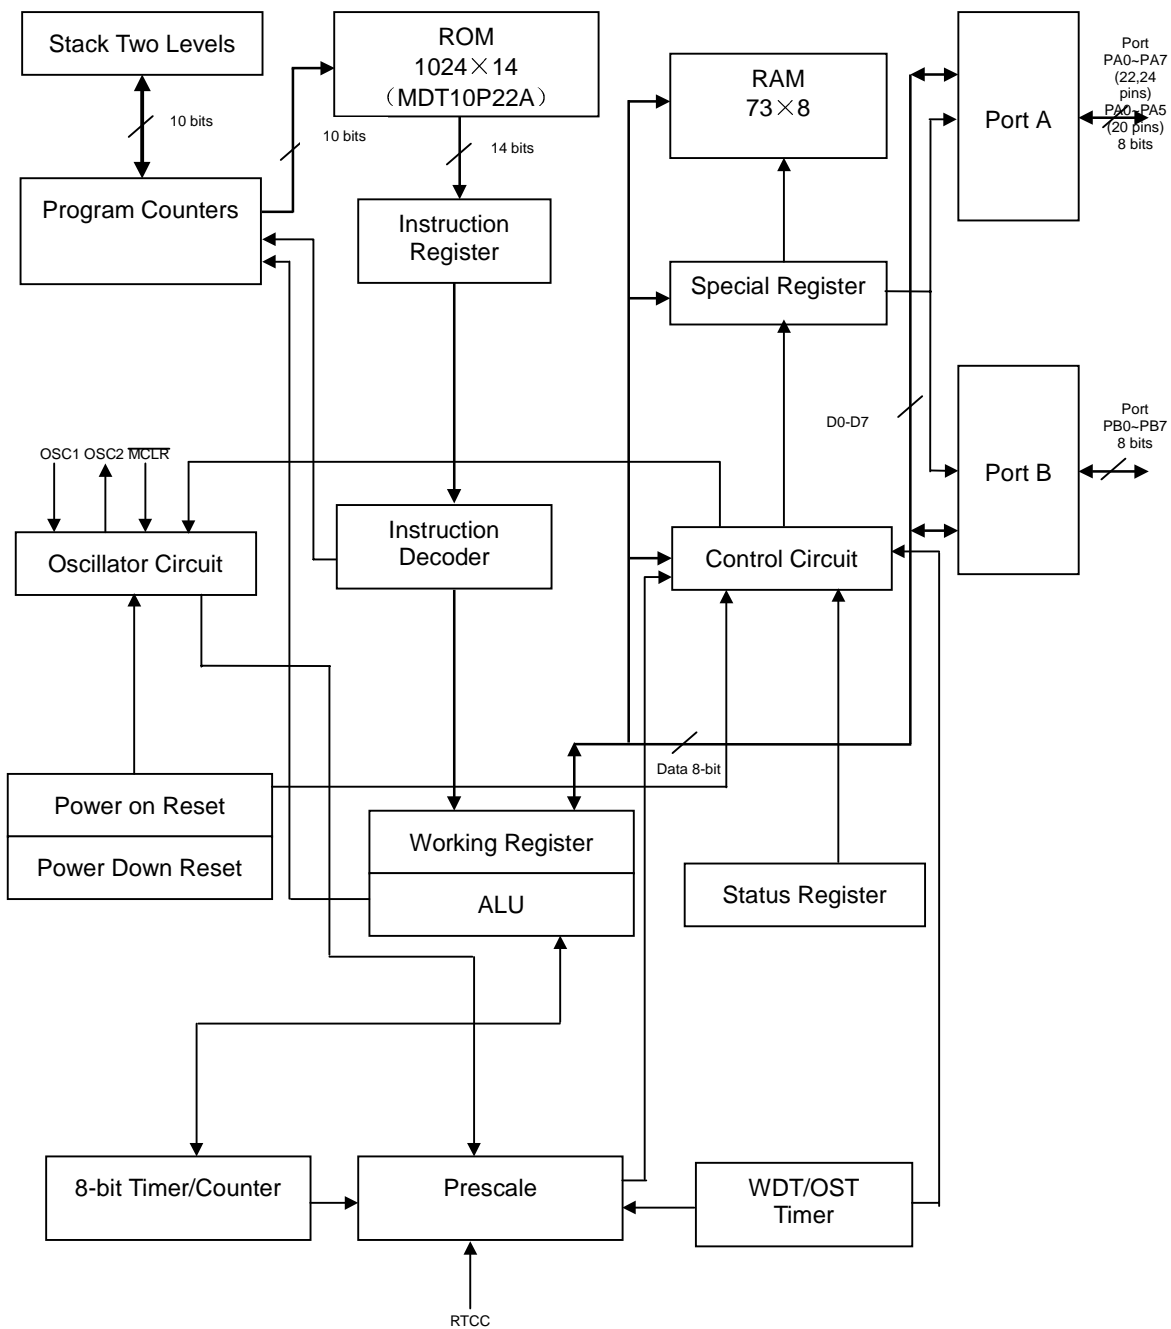 Stack Two Levels
ROM
1024×14
(MDT10P22A)
RAM
73×8
Port A
Port
PA0~PA7
(22,24
pins)
PA0~PA5
(20 pins)
8 bits
10 bits
10 bits
14 bits
Program Counters
Instruction
Register
Special Register
D0-D7
Port B
Port
PB0~PB7
8 bits
OSC1 OSC2 MCLR
Oscillator Circuit
Instruction
Decoder
Control Circuit
Data 8-bit
Power on Reset
Power Down Reset
Working Register
ALU
Status Register
8-bit Timer/Counter
Prescale
WDT/OST
Timer
RTCC